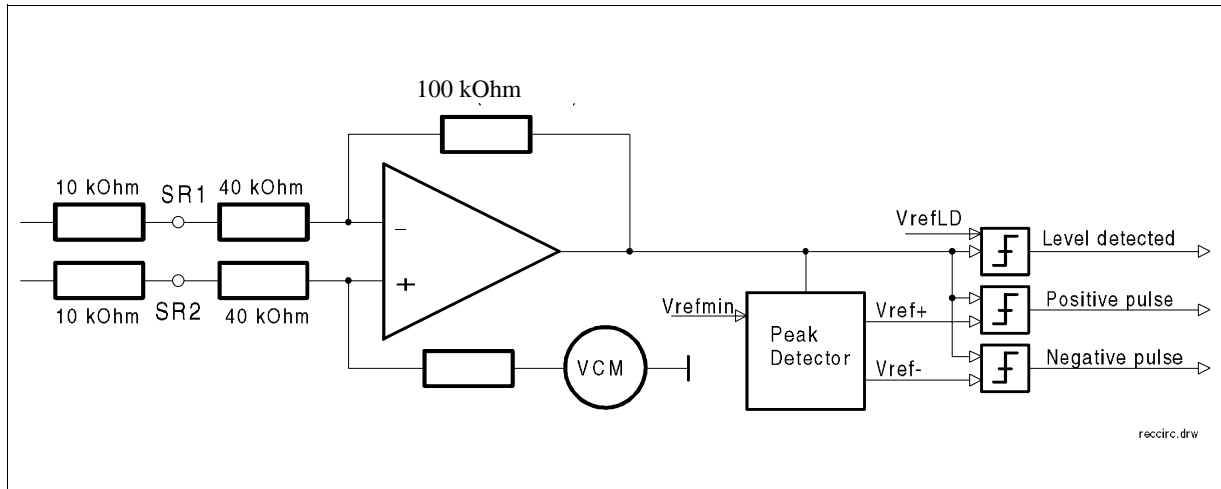 100 kOhm
10 kOhm
SR1
40 kOhm
VrefLD
Level detected
-
+
10 kOhm
SR2
40 kOhm
Vrefmin
Vref+
Positive pulse
Peak
Detector
VCM
Vref-
Negative pulse
reccirc.drw